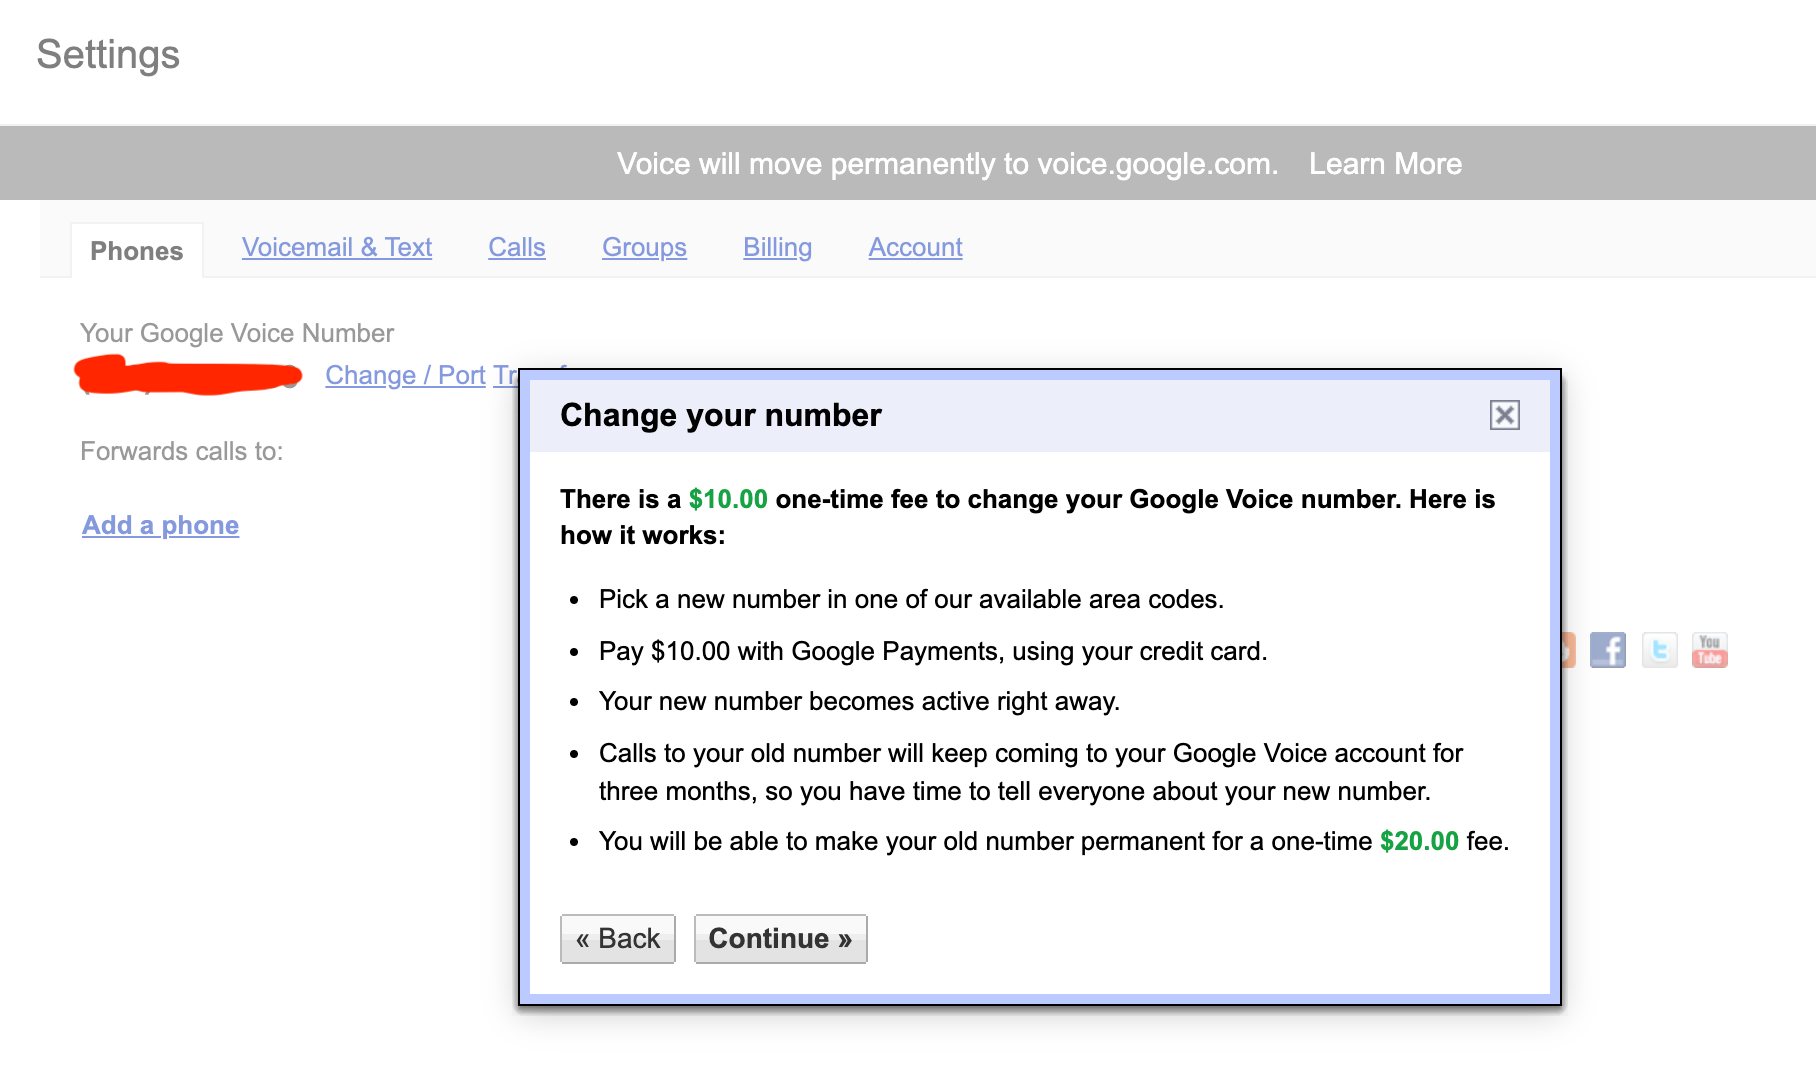 Settings
Voice will move permanently to voice.google.com. Learn More
Phones Voicemail & Text Calls Groups Billing Account
Your Google Voice Number
Change / Port
Forwards calls to:
Add a phone
Change your number
There is a $10.00 one-time fee to change your Google Voice number. Here is
how it works:
• Pick a new number in one of our available area codes.
• Pay $10.00 with Google Payments, using your credit card.
• Your new number becomes active right away.
• Calls to your old number will keep coming to your Google Voice account for
three months, so you have time to tell everyone about your new number.
• You will be able to make your old number permanent for a one-time $20.00 fee.
« Back Continue »
You
Tube